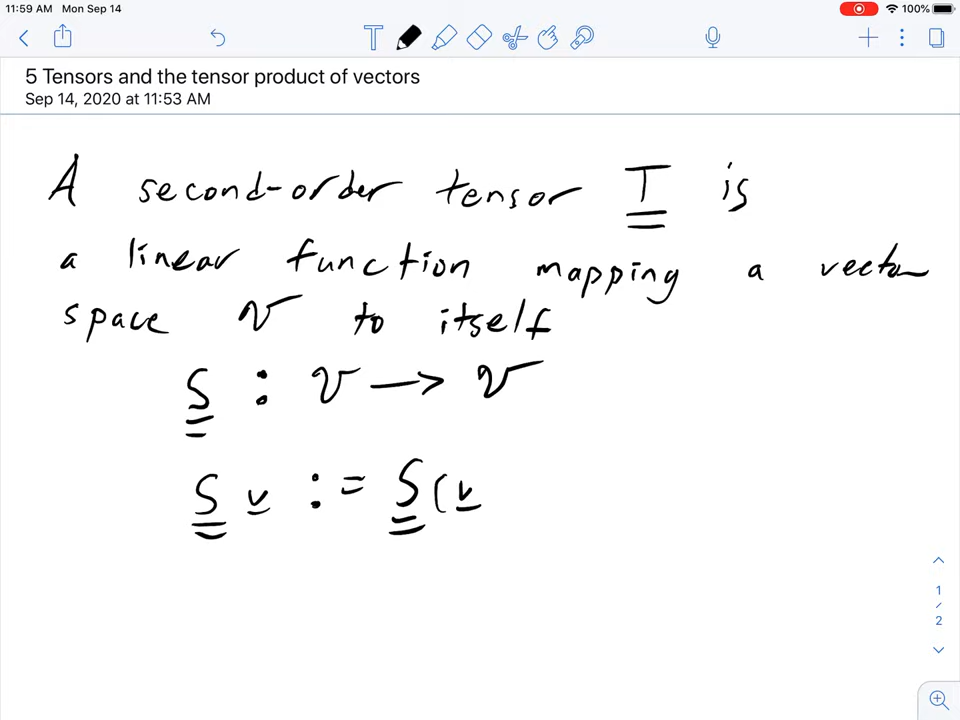 11:59 AM Mon Sep 14
100%
5 Tensors and the tensor product of vectors
Sep 14, 2020 at 11:53 AM
A second-order tensor T is
a linear function mapping a vector
space V to itself
S : V → V
S v := S(v
1
/
2